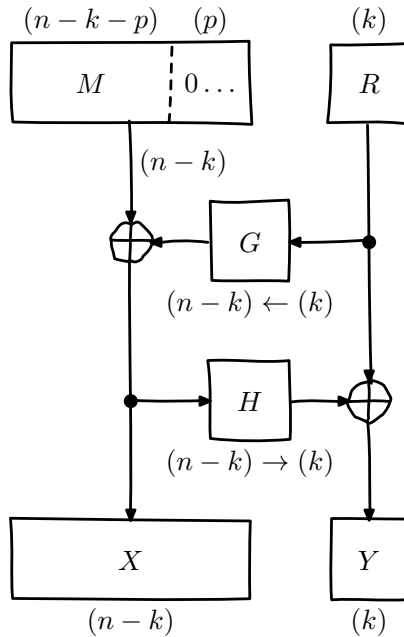 (n − k − p) (p) (k)
M 0 … R
(n − k)
G
(n − k) ← (k)
H
(n − k) → (k)
X Y
(n − k) (k)